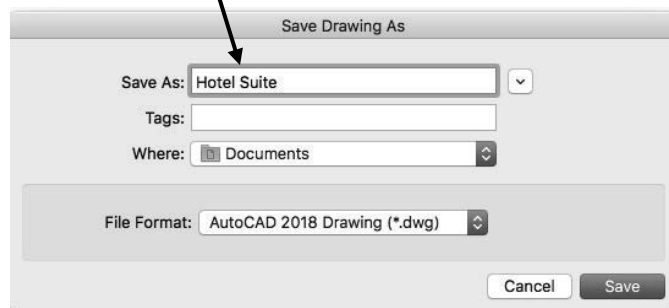 Save Drawing As
Save As: Hotel Suite
Tags:
Where: Documents
File Format: AutoCAD 2018 Drawing (*.dwg)
Cancel Save